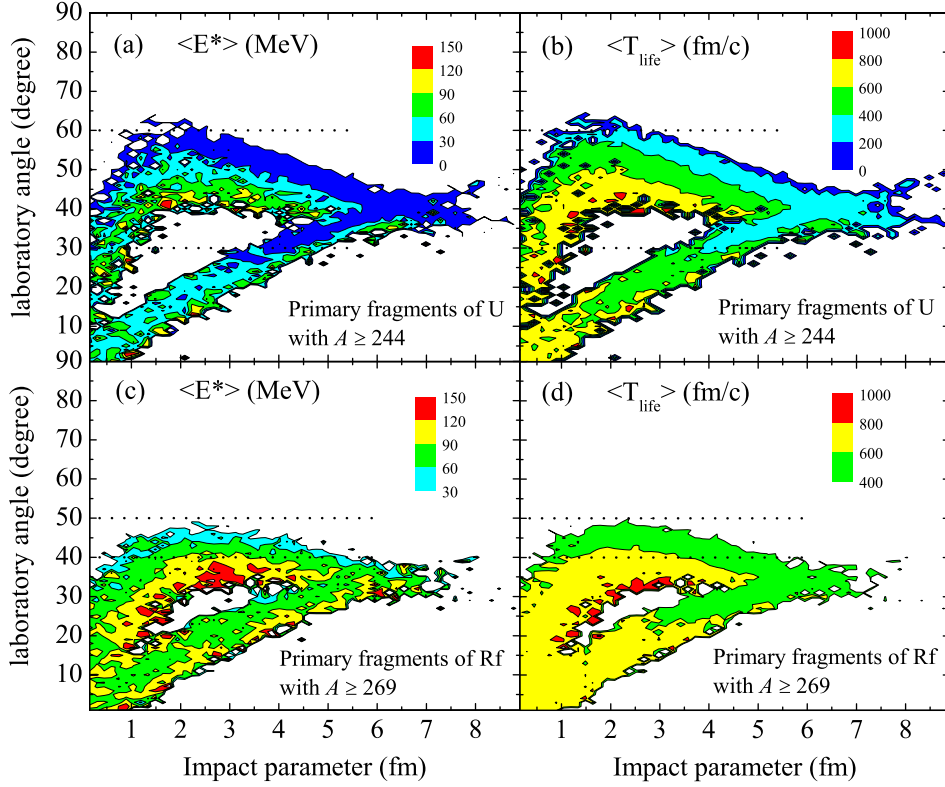 (a) <E*> (MeV)
150
120
90
60
30
0
Primary fragments of U
with A ≥ 244
90
80
70
60
50
40
30
20
10
90
laboratory angle (degree)
(b) <T_life> (fm/c)
1000
800
600
400
200
0
Primary fragments of U
with A ≥ 244
(c) <E*> (MeV)
150
120
90
60
30
Primary fragments of Rf
with A ≥ 269
80
70
60
50
40
30
20
10
laboratory angle (degree)
1 2 3 4 5 6 7 8
Impact parameter (fm)
(d) <T_life> (fm/c)
1000
800
600
400
Primary fragments of Rf
with A ≥ 269
1 2 3 4 5 6 7 8
Impact parameter (fm)